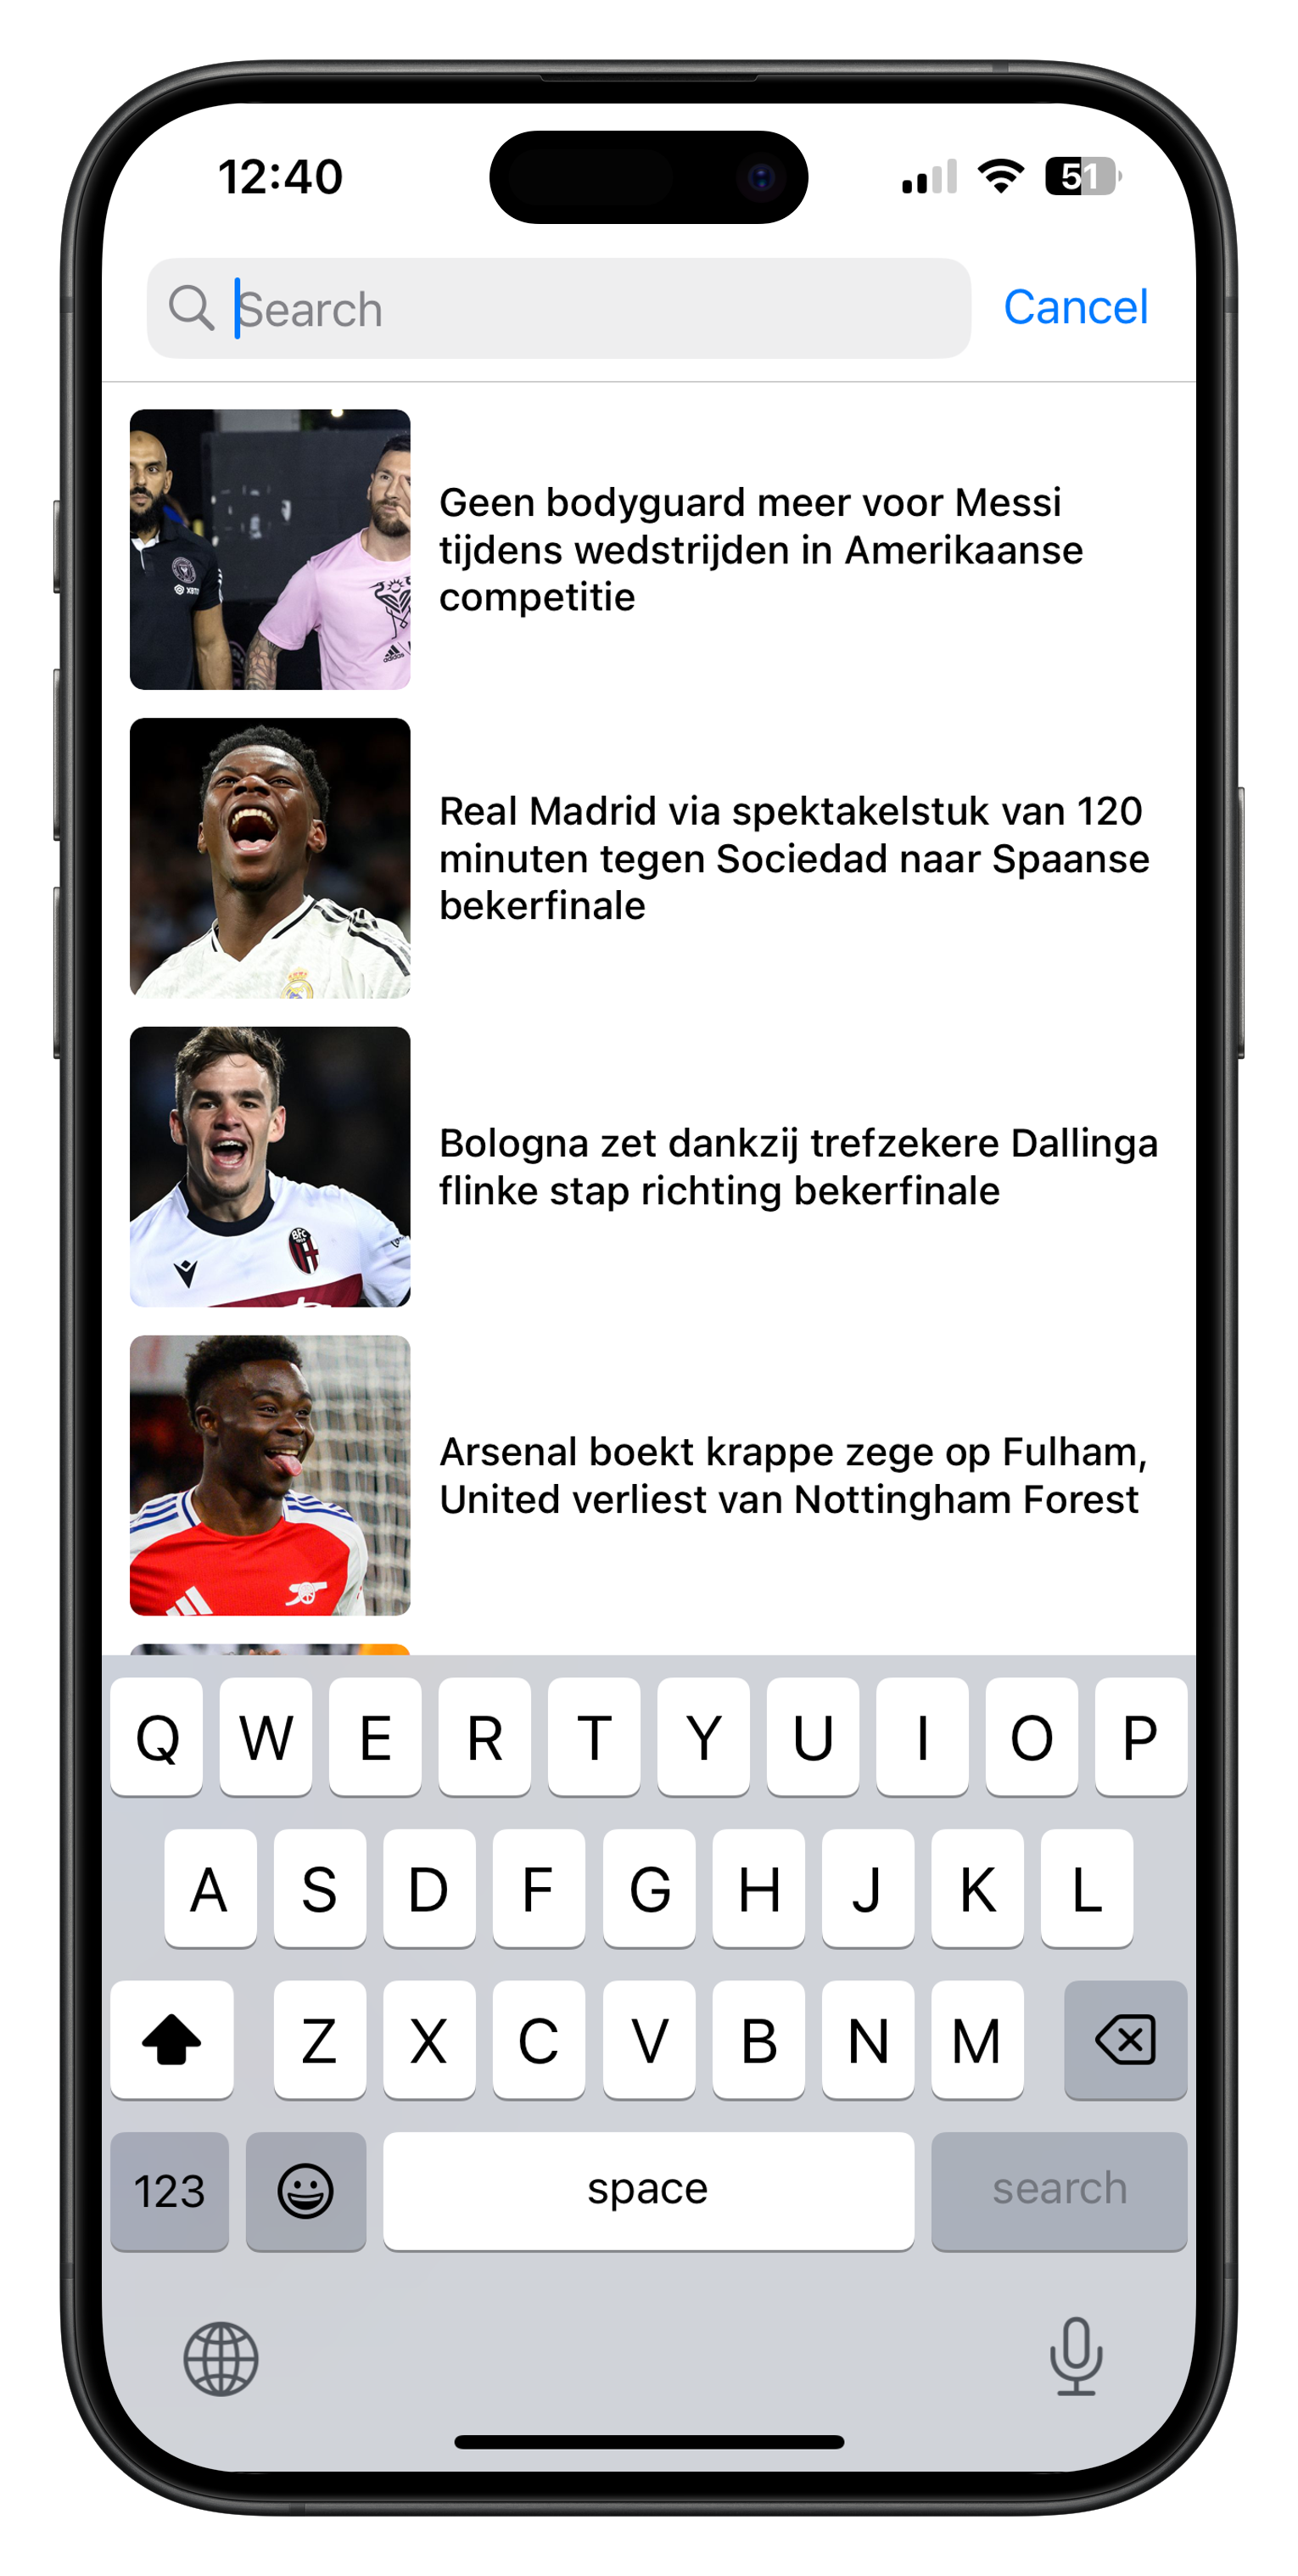 12:40
51
Search
Cancel
Geen bodyguard meer voor Messi
tijdens wedstrijden in Amerikaanse
competitie
Real Madrid via spektakelstuk van 120
minuten tegen Sociedad naar Spaanse
bekerfinale
Bologna zet dankzij trefzekere Dallinga
flinke stap richting bekerfinale
Arsenal boekt krappe zege op Fulham,
United verliest van Nottingham Forest
Q W E R T Y U I O P
A S D F G H J K L
Z X C V B N M
123 space search